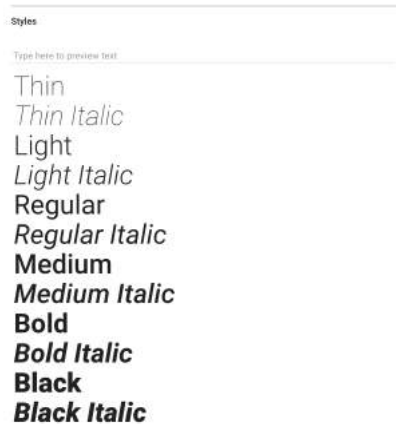 Styles
Type here to preview text
Thin
Thin Italic
Light
Light Italic
Regular
Regular Italic
Medium
Medium Italic
Bold
Bold Italic
Black
Black Italic